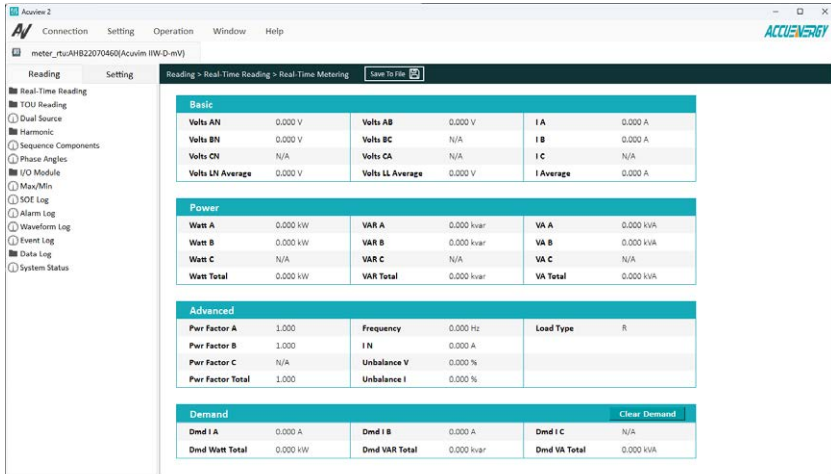 Acuview 2
Connection Setting Operation Window Help
ACCUENERGY
meter_rtu:AHB22070460(Acuvim IIW-D-mV)
Reading Setting
Reading > Real-Time Reading > Real-Time Metering Save To File
Real-Time Reading
TOU Reading
Dual Source
Harmonic
Sequence Components
Phase Angles
I/O Module
Max/Min
SOE Log
Alarm Log
Waveform Log
Event Log
Data Log
System Status
Basic
Volts AN 0.000 V Volts AB 0.000 V I A 0.000 A
Volts BN 0.000 V Volts BC N/A I B 0.000 A
Volts CN N/A Volts CA N/A I C N/A
Volts LN Average 0.000 V Volts LL Average 0.000 V I Average 0.000 A
Power
Watt A 0.000 kW VAR A 0.000 kvar VA A 0.000 kVA
Watt B 0.000 kW VAR B 0.000 kvar VA B 0.000 kVA
Watt C N/A VAR C N/A VA C N/A
Watt Total 0.000 kW VAR Total 0.000 kvar VA Total 0.000 kVA
Advanced
Pwr Factor A 1.000 Frequency 0.000 Hz Load Type R
Pwr Factor B 1.000 I N 0.000 A
Pwr Factor C N/A Unbalance V 0.000 %
Pwr Factor Total 1.000 Unbalance I 0.000 %
Demand Clear Demand
Dmd I A 0.000 A Dmd I B 0.000 A Dmd I C N/A
Dmd Watt Total 0.000 kW Dmd VAR Total 0.000 kvar Dmd VA Total 0.000 kVA